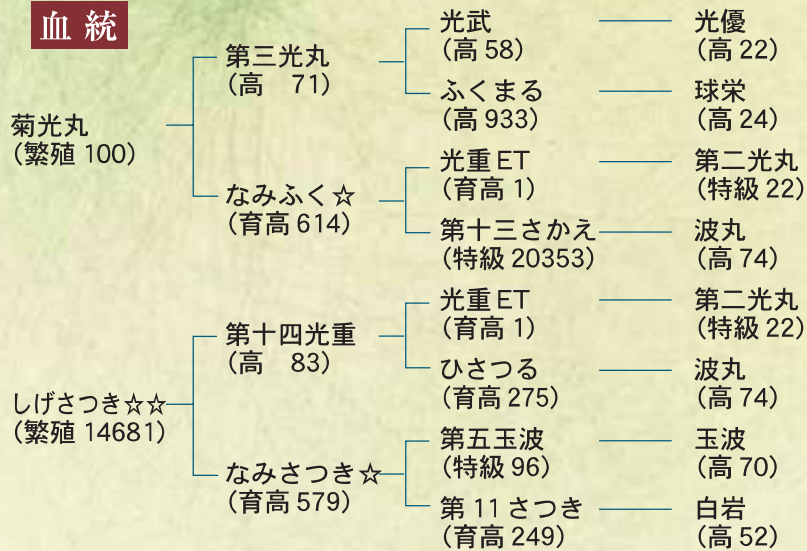 血統
菊光丸
(繁殖 100)
第三光丸
(高 71)
光武
(高 58)
光優
(高 22)
ふくまる
(高 933)
球栄
(高 24)
なみふく☆
(育高 614)
光重 ET
(育高 1)
第二光丸
(特級 22)
第十三さかえ
(特級 20353)
波丸
(高 74)
しげさつき☆☆
(繁殖 14681)
第十四光重
(高 83)
光重 ET
(育高 1)
第二光丸
(特級 22)
ひさつる
(育高 275)
波丸
(高 74)
なみさつき☆
(育高 579)
第五玉波
(特級 96)
玉波
(高 70)
第 11 さつき
(育高 249)
白岩
(高 52)